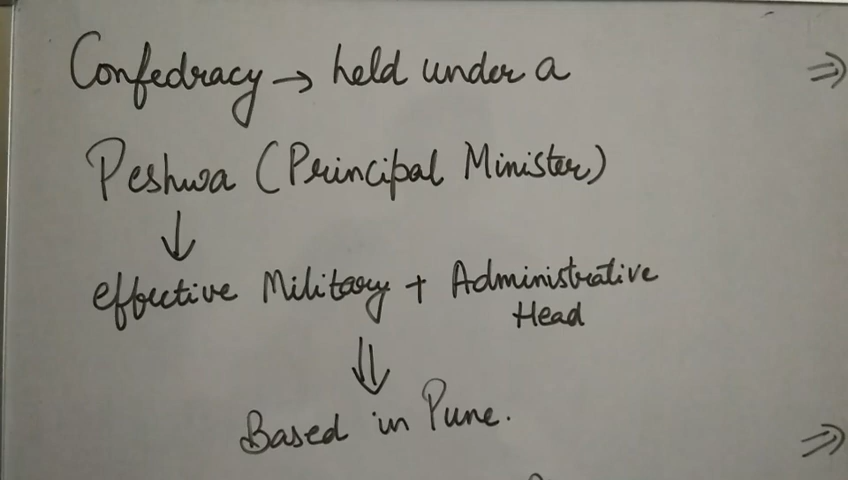 Confedracy → held under a
Peshwa (Principal Minister)
↓
effective Military + Administrative
Head
⇓
Based in Pune.
⇒
⇒